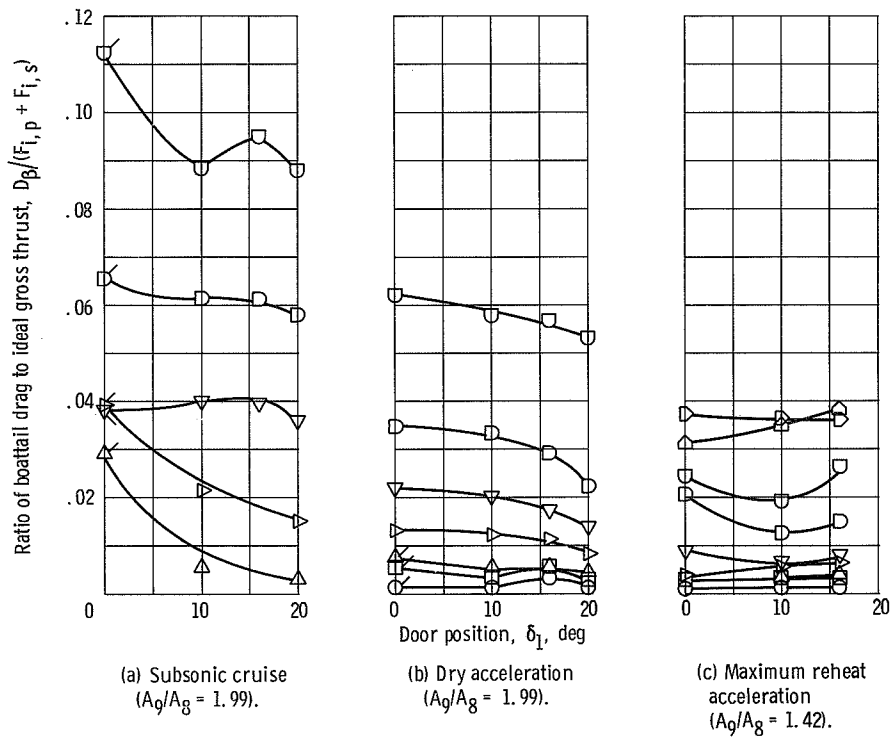 .12
.10
.08
.06
.04
.02
0
Ratio of boattail drag to ideal gross thrust, Dβ/(Fi, p + Fi, s)
0 10 20
0 10 20
0 10 20
Door position, δ1, deg
(a) Subsonic cruise
(A9/A8 = 1.99).
(b) Dry acceleration
(A9/A8 = 1.99).
(c) Maximum reheat
acceleration
(A9/A8 = 1.42).